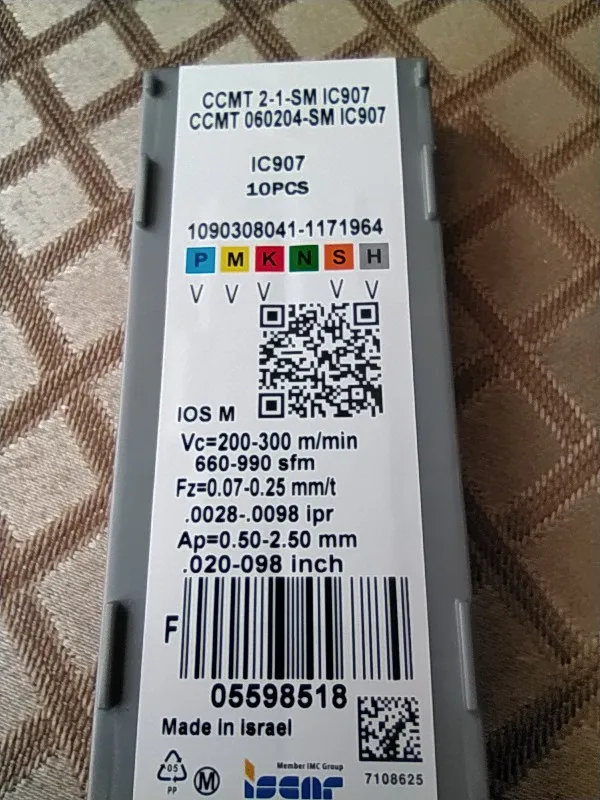 CCMT 2-1-SM IC907
CCMT 060204-SM IC907
IC907
10PCS
1090308041-1171964
P M K N S H
V V V V V
IOS M
Vc=200-300 m/min
660-990 sfm
Fz=0.07-0.25 mm/t
.0028-.0098 ipr
Ap=0.50-2.50 mm
.020-098 inch
F
05598518
Made in Israel
Member IMC Group
05
PP
M
iscar
7108625